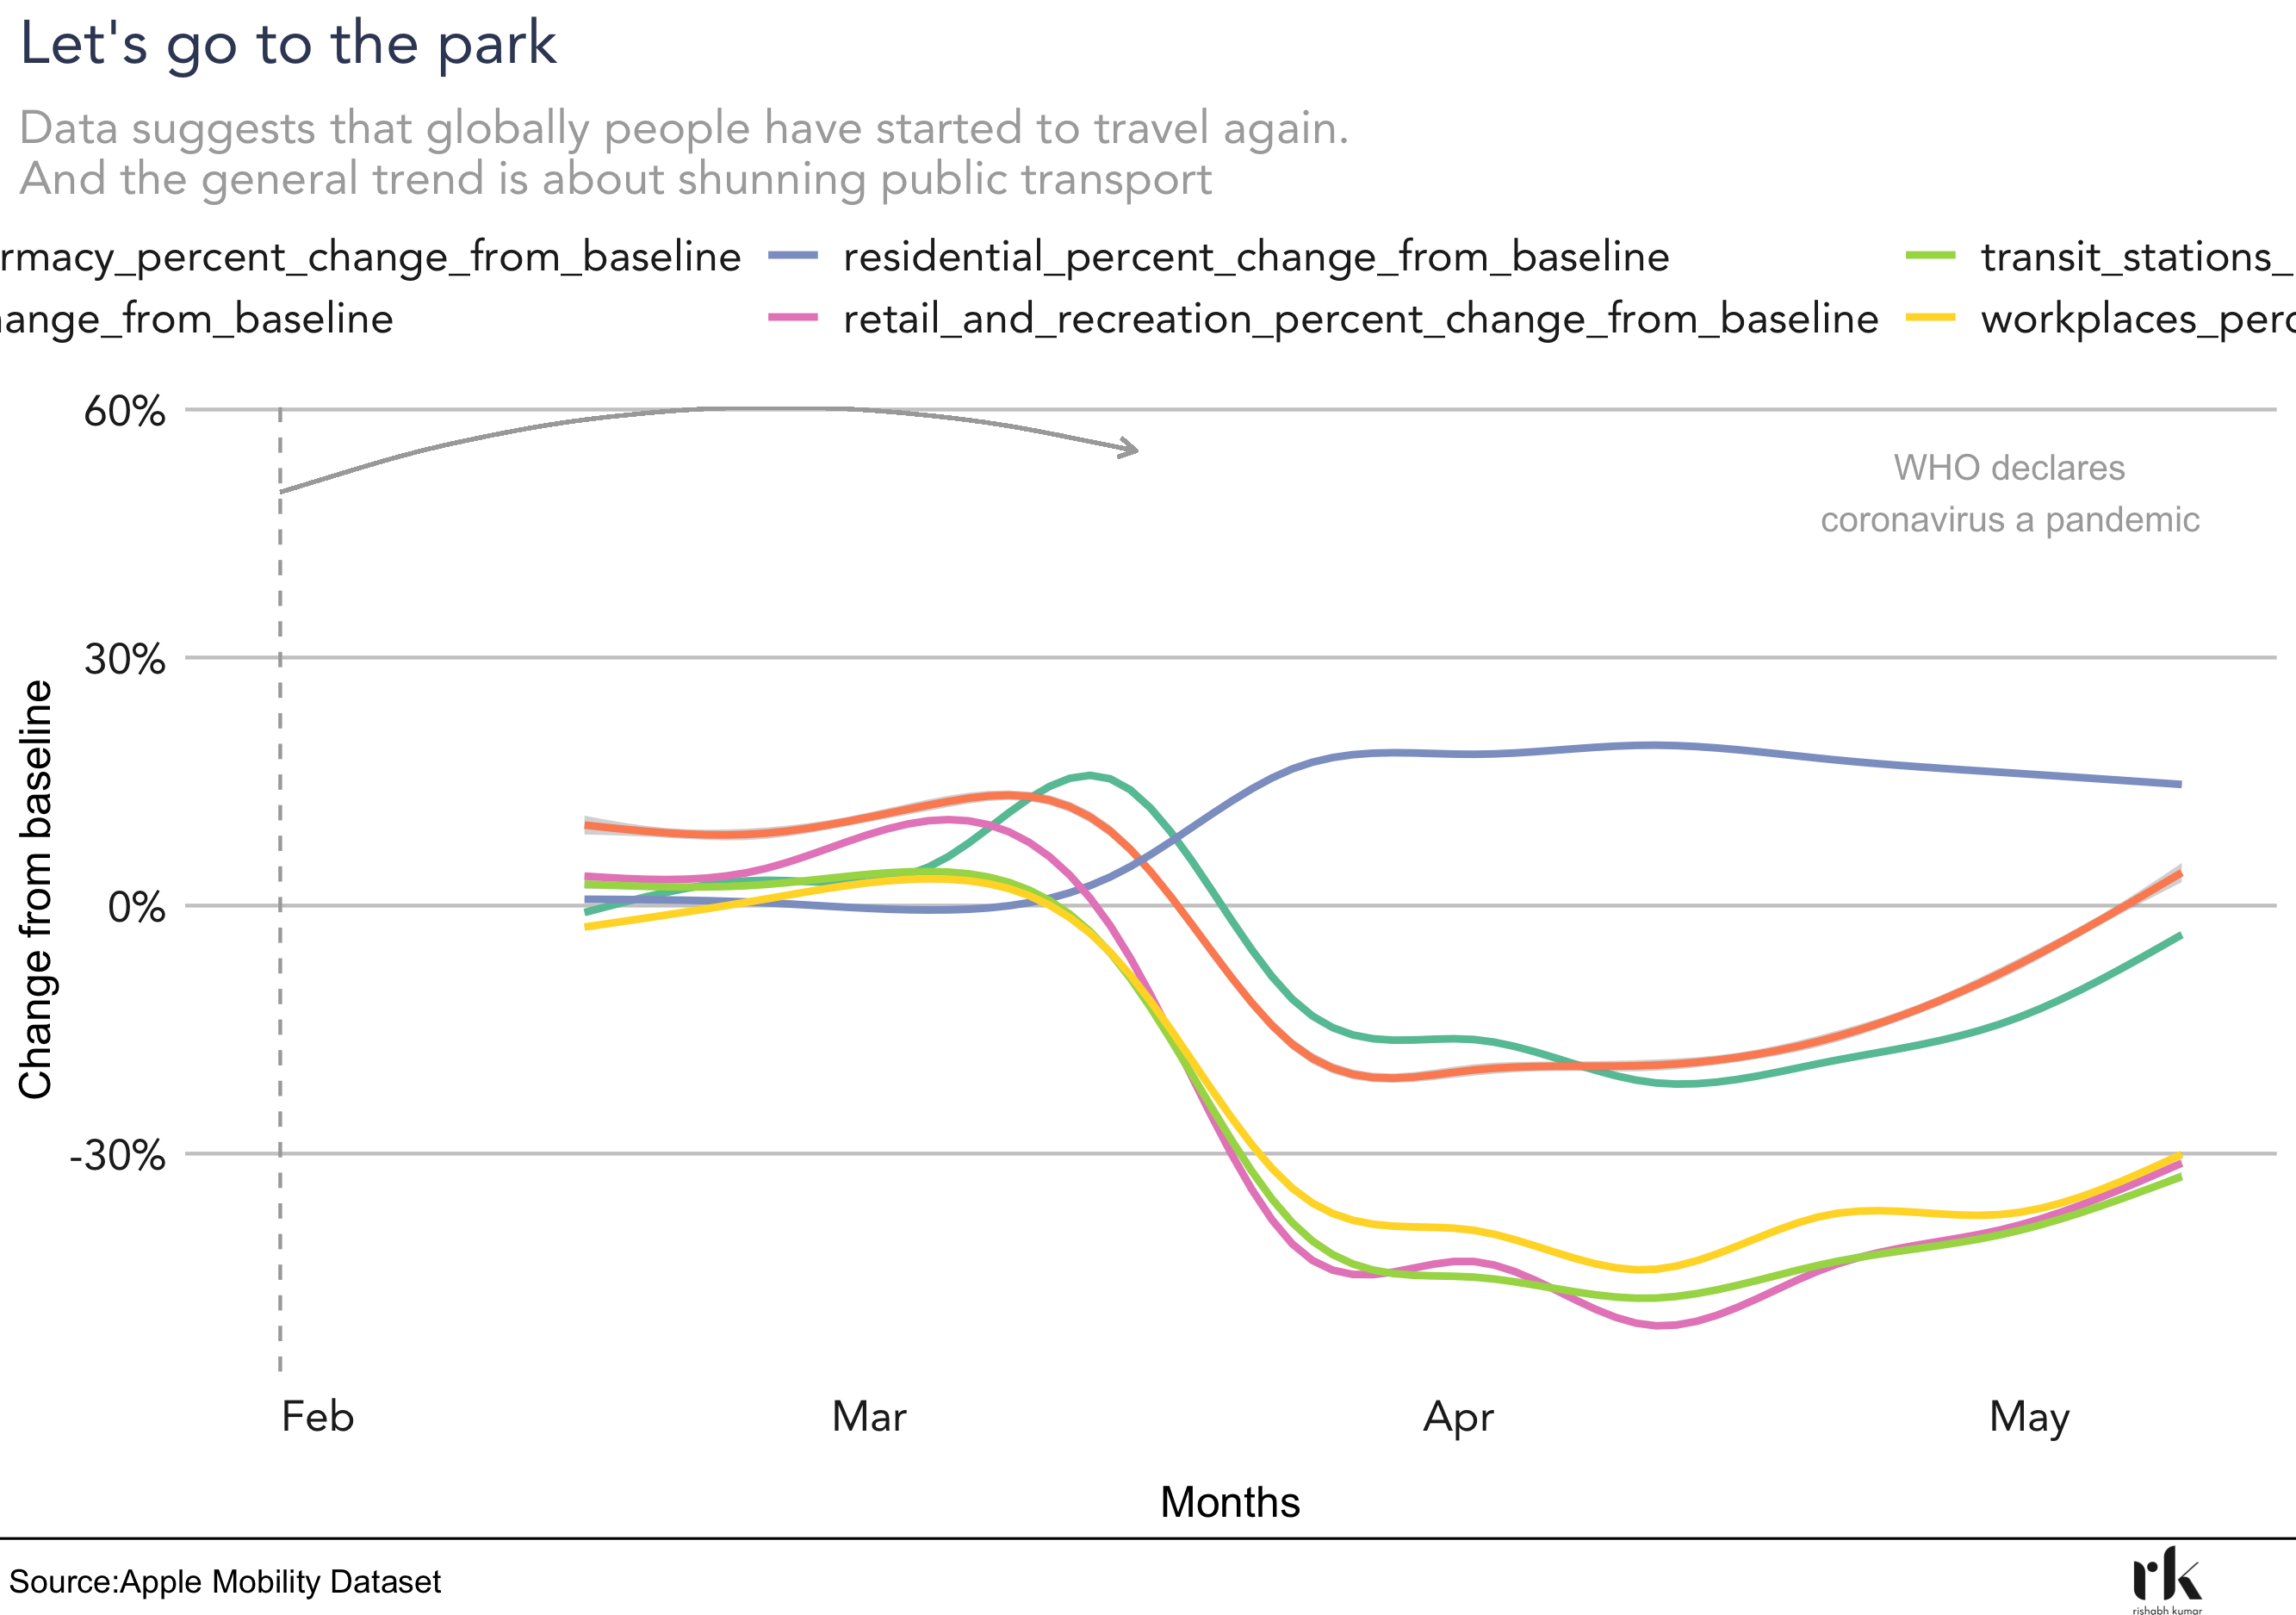 Let's go to the park
Data suggests that globally people have started to travel again.
And the general trend is about shunning public transport
rmacy_percent_change_from_baseline residential_percent_change_from_baseline transit_stations_
ange_from_baseline retail_and_recreation_percent_change_from_baseline workplaces_perc
60%
WHO declares
coronavirus a pandemic
30%
0%
-30%
Change from baseline
Feb Mar Apr May
Months
Source:Apple Mobility Dataset
rk
rishabh kumar